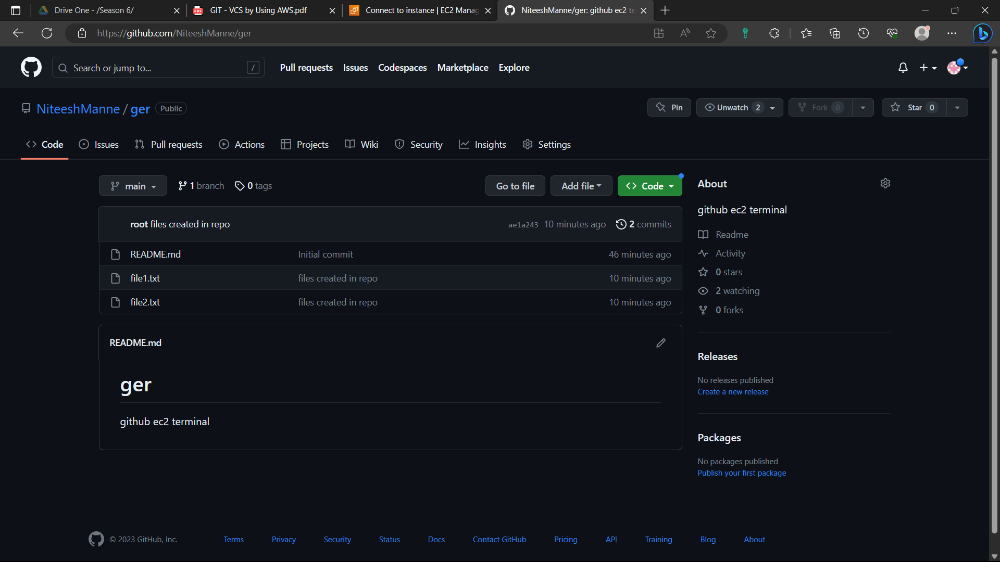 Drive One - /Season 6/
GIT - VCS by Using AWS.pdf
Connect to instance | EC2 Manag
NiteeshManne/ger: github ec2 te
https://github.com/NiteeshManne/ger
Search or jump to... /
Pull requests Issues Codespaces Marketplace Explore
NiteeshManne / ger Public
Pin Unwatch 2 Fork 0 Star 0
Code Issues Pull requests Actions Projects Wiki Security Insights Settings
main 1 branch 0 tags Go to file Add file Code
root files created in repo ae1a243 10 minutes ago 2 commits
README.md Initial commit 46 minutes ago
file1.txt files created in repo 10 minutes ago
file2.txt files created in repo 10 minutes ago
README.md
ger
github ec2 terminal
About
github ec2 terminal
Readme
Activity
0 stars
2 watching
0 forks
Releases
No releases published
Create a new release
Packages
No packages published
Publish your first package
© 2023 GitHub, Inc. Terms Privacy Security Status Docs Contact GitHub Pricing API Training Blog About